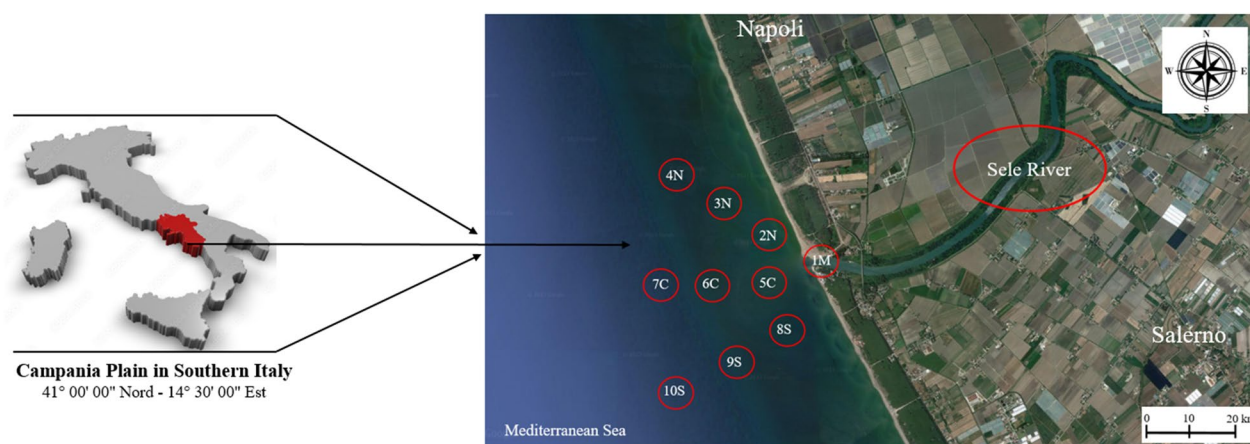 Napoli
N
W E
S
Sele River
4N
3N
2N
1M
7C
6C
5C
8S
9S
10S
Salerno
Mediterranean Sea
0 10 20 km
Campania Plain in Southern Italy
41° 00' 00" Nord - 14° 30' 00" Est